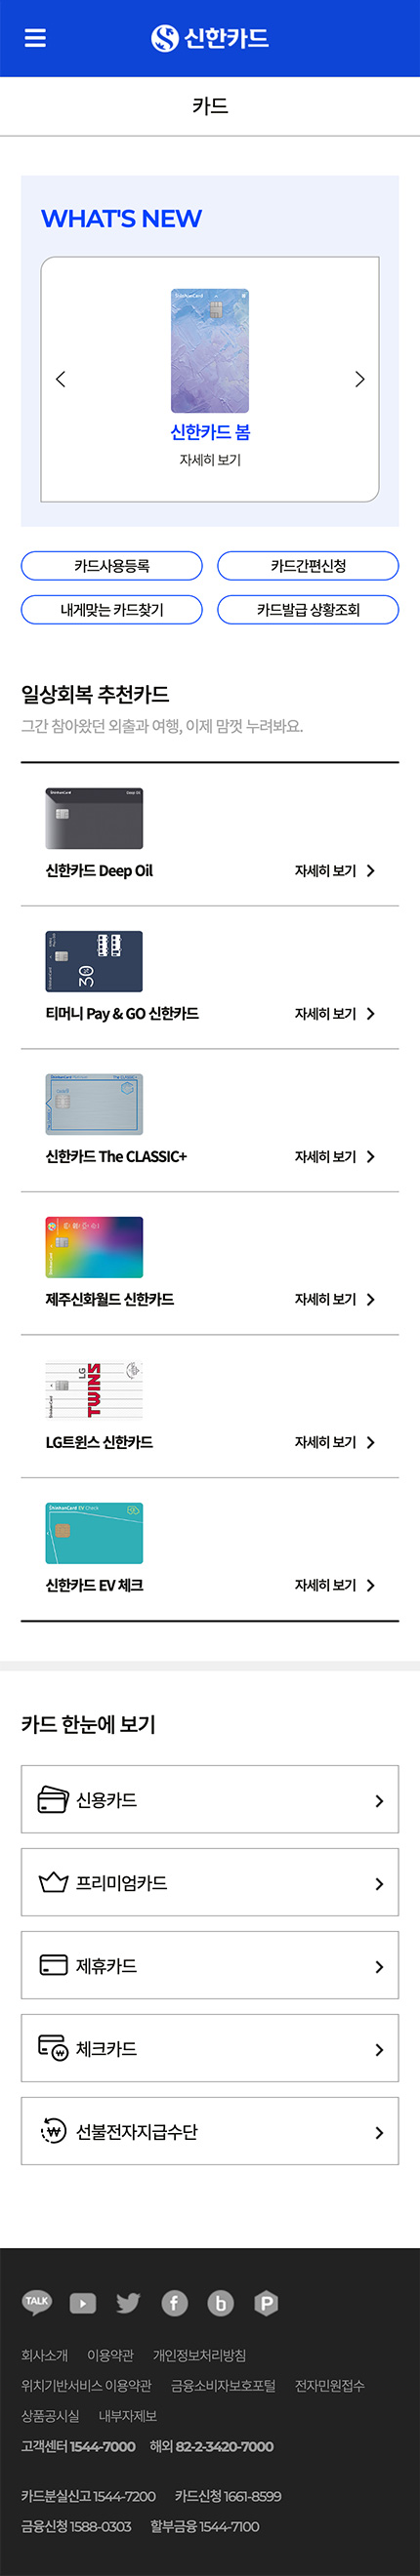 신한카드
카드
WHAT'S NEW
ShinhanCard
신한카드 봄
자세히 보기
카드사용등록 카드간편신청
내게맞는 카드찾기 카드발급 상황조회
일상회복 추천카드
그간 참아왔던 외출과 여행, 이제 맘껏 누려봐요.
ShinhanCard Deep Oil
신한카드 Deep Oil 자세히 보기
30
티머니 Pay & GO 신한카드 자세히 보기
The CLASSIC+
신한카드 The CLASSIC+ 자세히 보기
제주신화월드 신한카드 자세히 보기
LG
TWINS
LG트윈스 신한카드 자세히 보기
ShinhanCard EV Check
신한카드 EV 체크 자세히 보기
카드 한눈에 보기
신용카드
프리미엄카드
제휴카드
체크카드
선불전자지급수단
TALK
회사소개 이용약관 개인정보처리방침
위치기반서비스 이용약관 금융소비자보호포털 전자민원접수
상품공시실 내부자제보
고객센터 1544-7000 해외 82-2-3420-7000
카드분실신고 1544-7200 카드신청 1661-8599
금융신청 1588-0303 할부금융 1544-7100